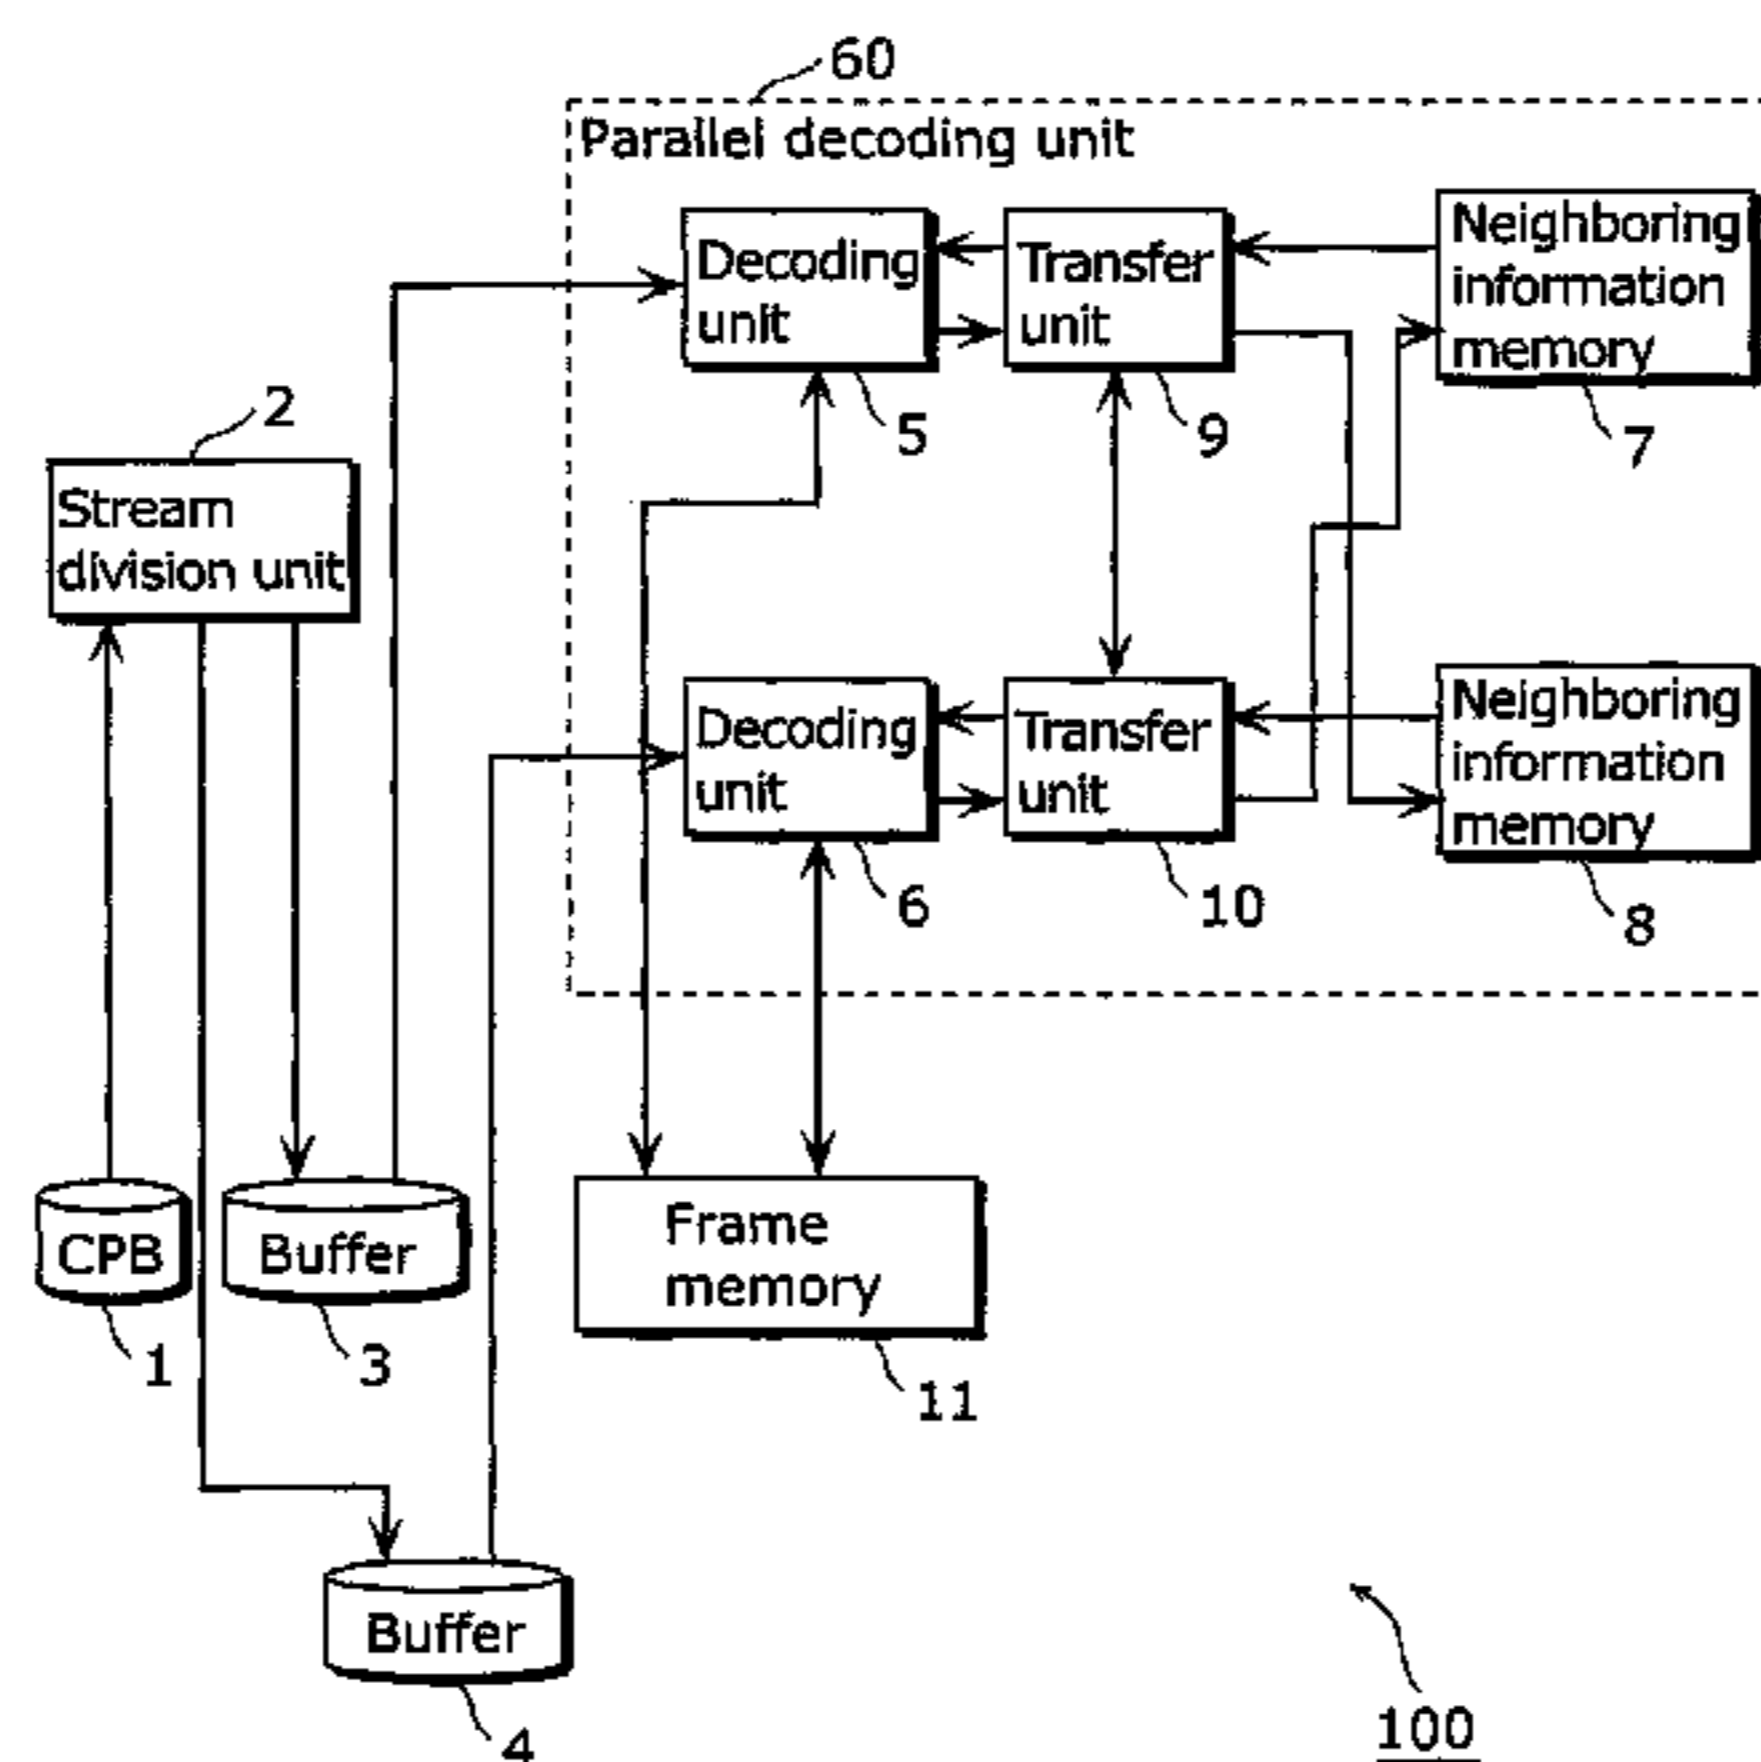 60
Parallel decoding unit
Decoding
unit
5
Transfer
unit
9
Neighboring
information
memory
7
2
Stream
division unit
Decoding
unit
6
Transfer
unit
10
Neighboring
information
memory
8
CPB
1
Buffer
3
Frame
memory
11
Buffer
4
100